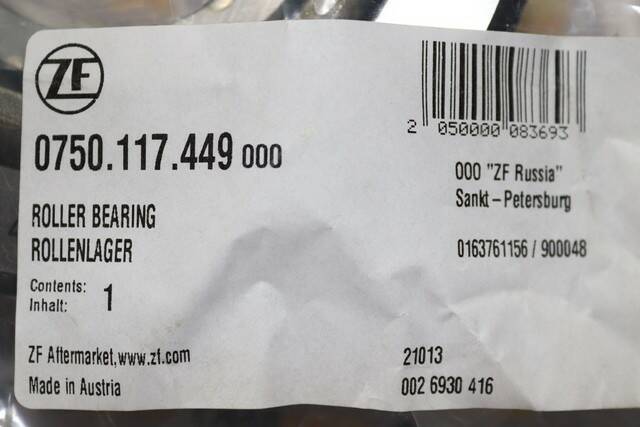 ZF
0750.117.449 000
2 050000 083693
000 "ZF Russia"
Sankt-Petersburg
ROLLER BEARING
ROLLENLAGER
0163761156 / 900048
Contents:
Inhalt: 1
ZF Aftermarket,www.zf.com
Made in Austria
21013
002 6930 416